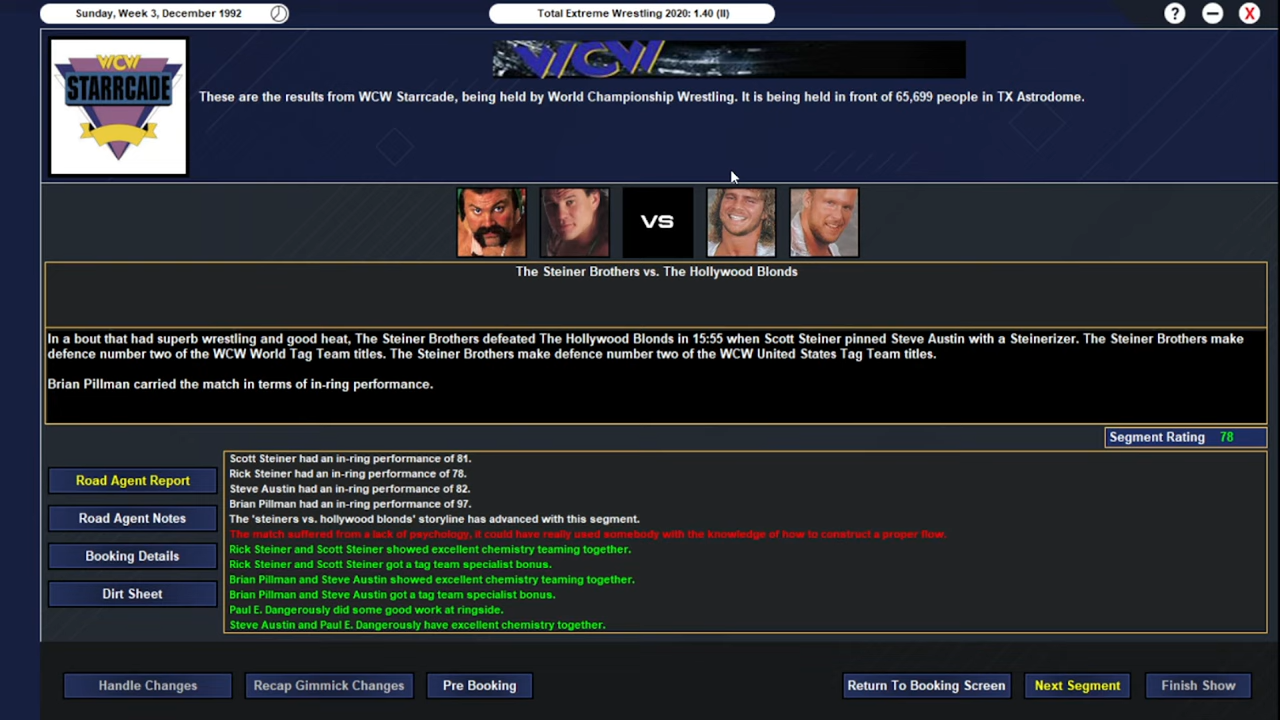 Sunday, Week 3, December 1992
Total Extreme Wrestling 2020: 1.40 (II)
?
X
WCW
STARRCADE
WCW
These are the results from WCW Starrcade, being held by World Championship Wrestling. It is being held in front of 65,699 people in TX Astrodome.
VS
The Steiner Brothers vs. The Hollywood Blonds
In a bout that had superb wrestling and good heat, The Steiner Brothers defeated The Hollywood Blonds in 15:55 when Scott Steiner pinned Steve Austin with a Steinerizer. The Steiner Brothers make
defence number two of the WCW World Tag Team titles. The Steiner Brothers make defence number two of the WCW United States Tag Team titles.
Brian Pillman carried the match in terms of in-ring performance.
Segment Rating 78
Road Agent Report
Road Agent Notes
Booking Details
Dirt Sheet
Scott Steiner had an in-ring performance of 81.
Rick Steiner had an in-ring performance of 78.
Steve Austin had an in-ring performance of 82.
Brian Pillman had an in-ring performance of 97.
The 'steiners vs. hollywood blonds' storyline has advanced with this segment.
The match suffered from a lack of psychology, it could have really used somebody with the knowledge of how to construct a proper flow.
Rick Steiner and Scott Steiner showed excellent chemistry teaming together.
Rick Steiner and Scott Steiner got a tag team specialist bonus.
Brian Pillman and Steve Austin showed excellent chemistry teaming together.
Brian Pillman and Steve Austin got a tag team specialist bonus.
Paul E. Dangerously did some good work at ringside.
Steve Austin and Paul E. Dangerously have excellent chemistry together.
Handle Changes
Recap Gimmick Changes
Pre Booking
Return To Booking Screen
Next Segment
Finish Show